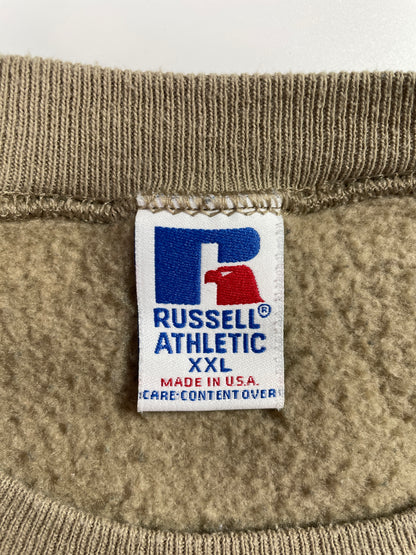 R
RUSSELL®
ATHLETIC
XXL
MADE IN U.S.A.
CARE-CONTENT OVER